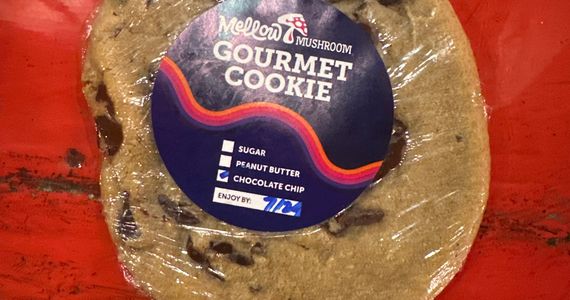 Mellow MUSHROOM
GOURMET
COOKIE
SUGAR
PEANUT BUTTER
CHOCOLATE CHIP
ENJOY BY: